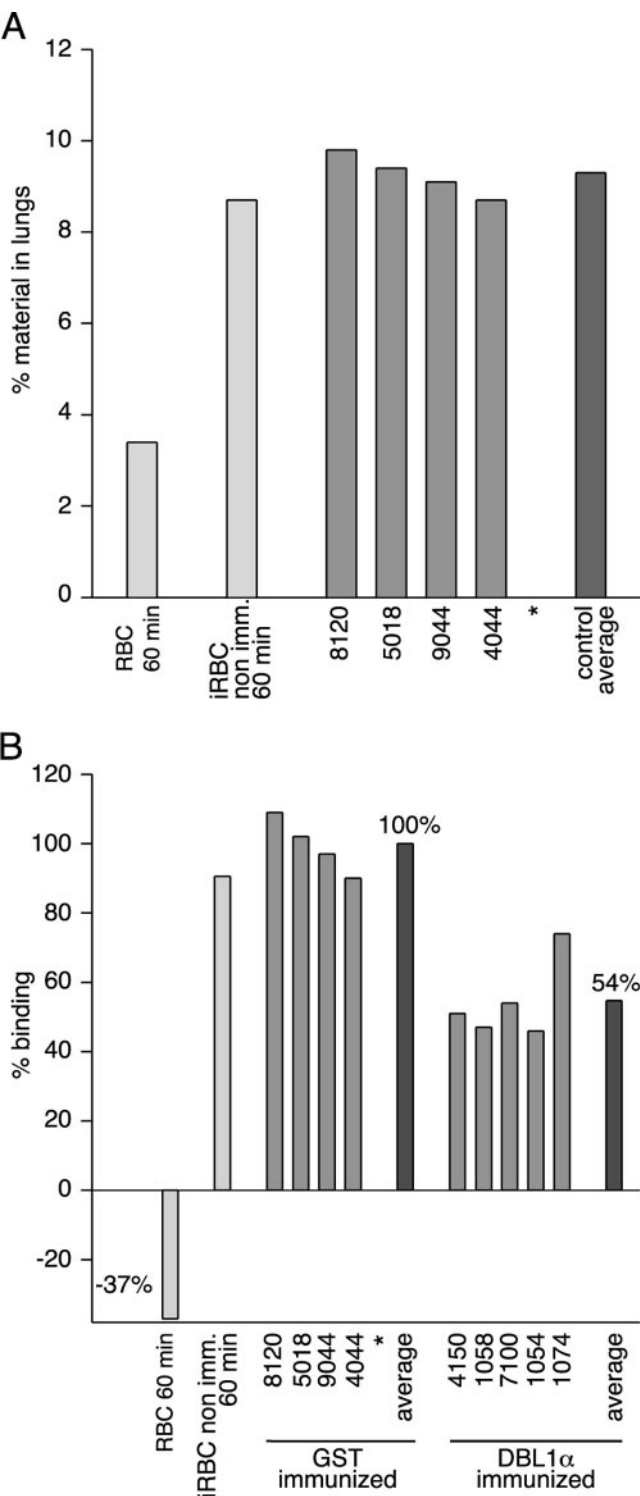 A
12
10
8
6
4
2
0
% material in lungs
RBC
60 min
iRBC
non imm.
60 min
8120
5018
9044
4044
*
control
average
B
120
100
80
60
40
20
0
-20
% binding
-37%
100%
54%
RBC 60 min
iRBC non imm.
60 min
8120
5018
9044
4044
*
average
4150
1058
7100
1054
1074
average
GST
immunized
DBL1α
immunized